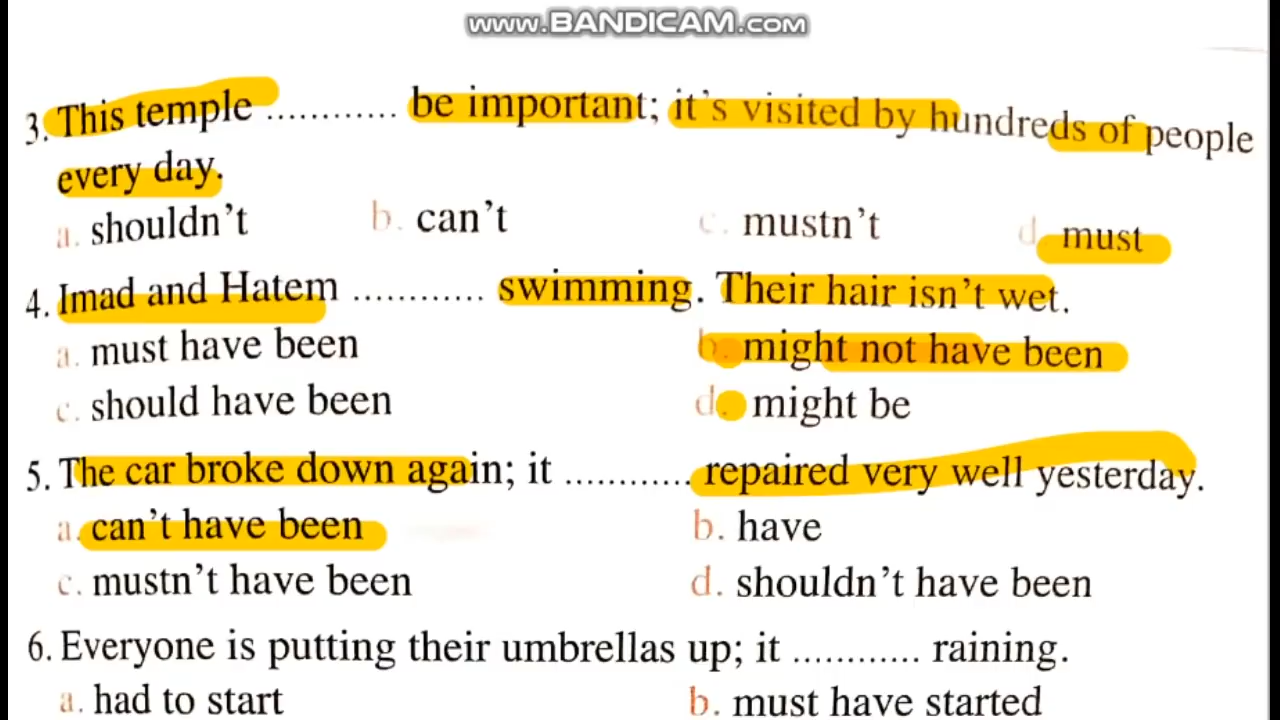 www.BANDICAM.com
3. This temple ............ be important; it's visited by hundreds of people
every day.
a. shouldn't b. can't c. mustn't d. must
4. Imad and Hatem ............ swimming. Their hair isn't wet.
a. must have been b. might not have been
c. should have been d. might be
5. The car broke down again; it ............ repaired very well yesterday.
a. can't have been b. have
c. mustn't have been d. shouldn't have been
6. Everyone is putting their umbrellas up; it ............ raining.
a. had to start b. must have started